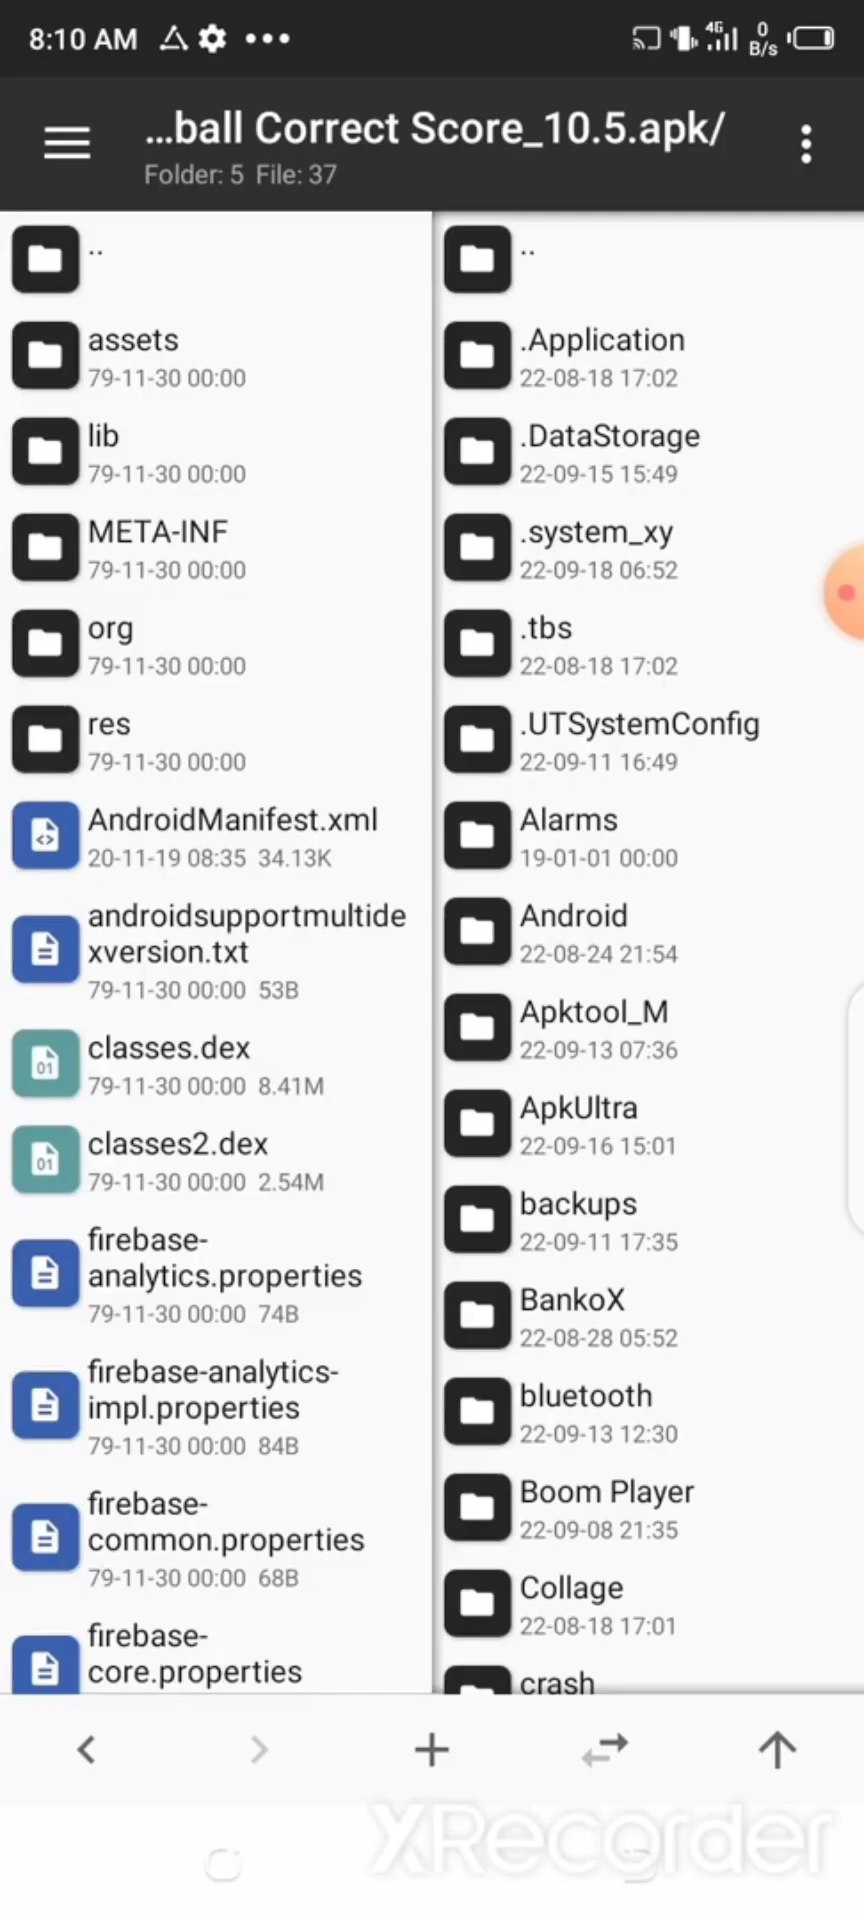 8:10 AM
4G
0
B/s
...ball Correct Score_10.5.apk/
Folder: 5 File: 37
..
assets
79-11-30 00:00
lib
79-11-30 00:00
META-INF
79-11-30 00:00
org
79-11-30 00:00
res
79-11-30 00:00
AndroidManifest.xml
20-11-19 08:35 34.13K
androidsupportmultide
xversion.txt
79-11-30 00:00 53B
01
classes.dex
79-11-30 00:00 8.41M
01
classes2.dex
79-11-30 00:00 2.54M
firebase-
analytics.properties
79-11-30 00:00 74B
firebase-analytics-
impl.properties
79-11-30 00:00 84B
firebase-
common.properties
79-11-30 00:00 68B
firebase-
core.properties
..
.Application
22-08-18 17:02
.DataStorage
22-09-15 15:49
.system_xy
22-09-18 06:52
.tbs
22-08-18 17:02
.UTSystemConfig
22-09-11 16:49
Alarms
19-01-01 00:00
Android
22-08-24 21:54
Apktool_M
22-09-13 07:36
ApkUltra
22-09-16 15:01
backups
22-09-11 17:35
BankoX
22-08-28 05:52
bluetooth
22-09-13 12:30
Boom Player
22-09-08 21:35
Collage
22-08-18 17:01
crash
XRecorder